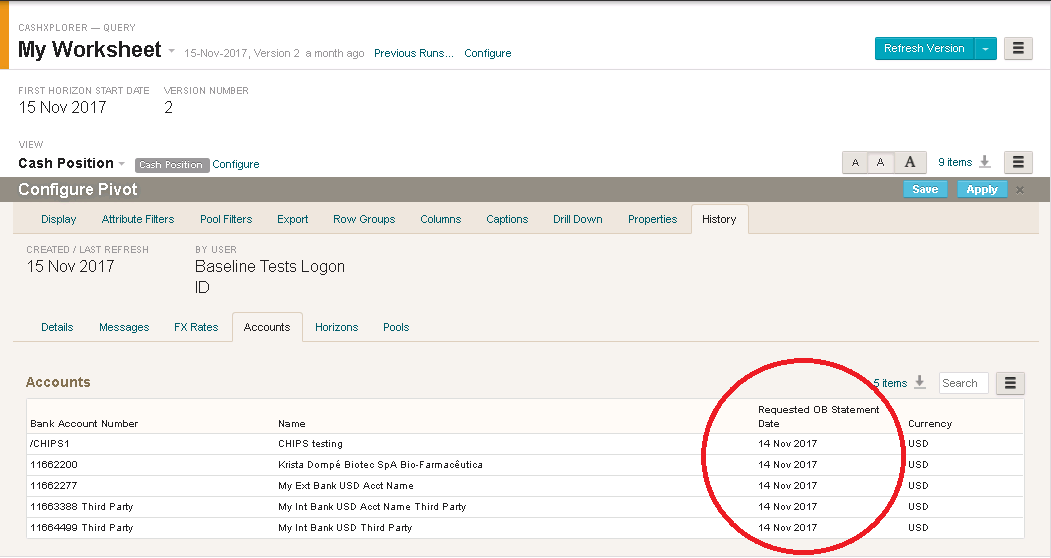 CASHXPLORER — QUERY
My Worksheet 15-Nov-2017, Version 2 a month ago Previous Runs... Configure Refresh Version
FIRST HORIZON START DATE VERSION NUMBER
15 Nov 2017 2
VIEW
Cash Position Cash Position Configure A A A 9 items
Configure Pivot Save Apply ×
Display Attribute Filters Pool Filters Export Row Groups Columns Captions Drill Down Properties History
CREATED / LAST REFRESH BY USER
15 Nov 2017 Baseline Tests Logon
ID
Details Messages FX Rates Accounts Horizons Pools
Accounts 5 items Search
Requested OB Statement
Bank Account Number Name Date Currency
/CHIPS1 CHIPS testing 14 Nov 2017 USD
11662200 Krista Dompé Biotec SpA Bio-Farmacêutica 14 Nov 2017 USD
11662277 My Ext Bank USD Acct Name 14 Nov 2017 USD
11663388 Third Party My Int Bank USD Acct Name Third Party 14 Nov 2017 USD
11664499 Third Party My Int Bank USD Third Party 14 Nov 2017 USD